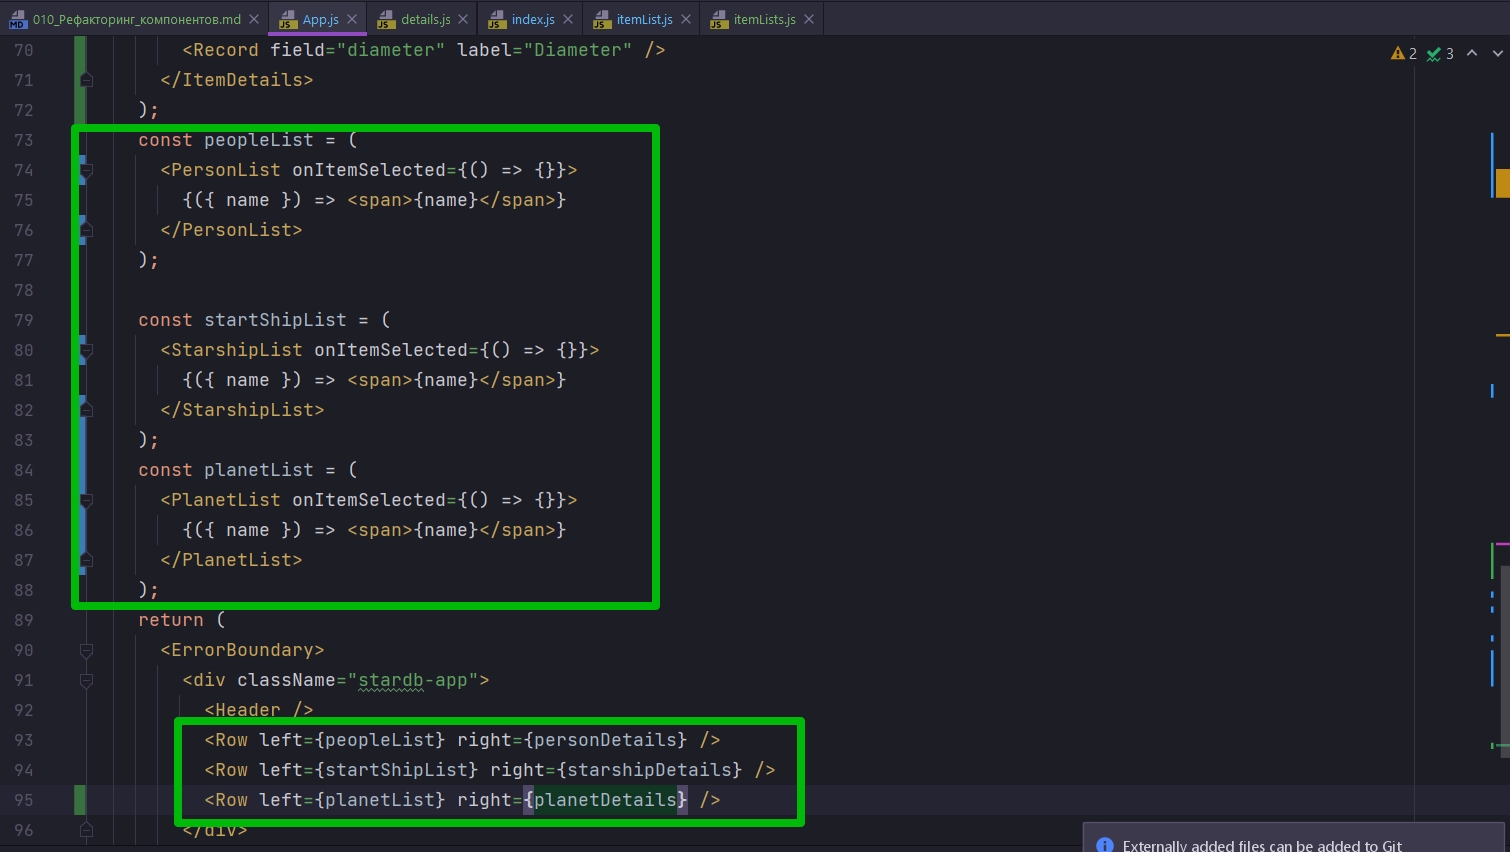 010_Рефакторинг_компонентов.md App.js details.js index.js itemList.js itemLists.js
70 <Record field="diameter" label="Diameter" />
2 3
71 </ItemDetails>
72 );
73 const peopleList = (
74 <PersonList onItemSelected={() => {}}>
75 {({ name }) => <span>{name}</span>}
76 </PersonList>
77 );
78
79 const startShipList = (
80 <StarshipList onItemSelected={() => {}}>
81 {({ name }) => <span>{name}</span>}
82 </StarshipList>
83 );
84 const planetList = (
85 <PlanetList onItemSelected={() => {}}>
86 {({ name }) => <span>{name}</span>}
87 </PlanetList>
88 );
89 return (
90 <ErrorBoundary>
91 <div className="stardb-app">
92 <Header />
93 <Row left={peopleList} right={personDetails} />
94 <Row left={startShipList} right={starshipDetails} />
95 <Row left={planetList} right={planetDetails} />
96 </div>
Externally added files can be added to Git